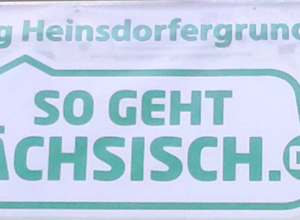 g Heinsdorfergrun
SO GEHT
ÄCHSISCH.